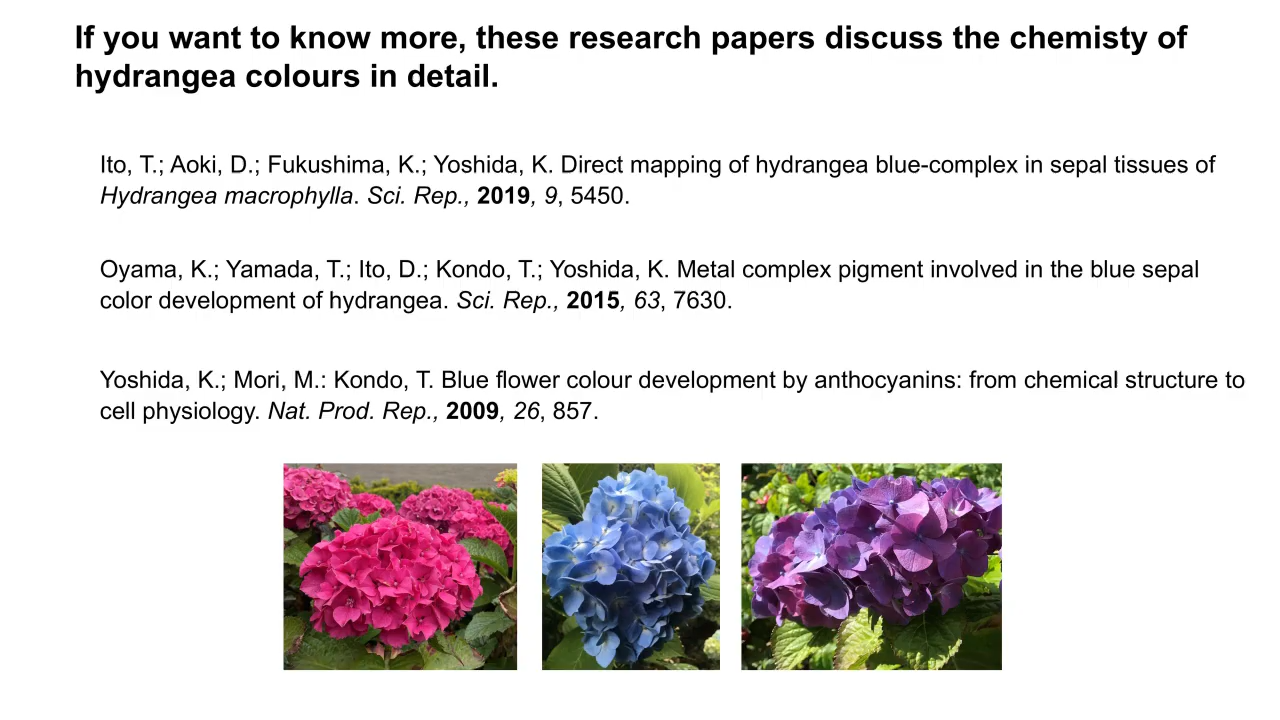 If you want to know more, these research papers discuss the chemisty of
hydrangea colours in detail.
Ito, T.; Aoki, D.; Fukushima, K.; Yoshida, K. Direct mapping of hydrangea blue-complex in sepal tissues of
Hydrangea macrophylla. Sci. Rep., 2019, 9, 5450.
Oyama, K.; Yamada, T.; Ito, D.; Kondo, T.; Yoshida, K. Metal complex pigment involved in the blue sepal
color development of hydrangea. Sci. Rep., 2015, 63, 7630.
Yoshida, K.; Mori, M.: Kondo, T. Blue flower colour development by anthocyanins: from chemical structure to
cell physiology. Nat. Prod. Rep., 2009, 26, 857.